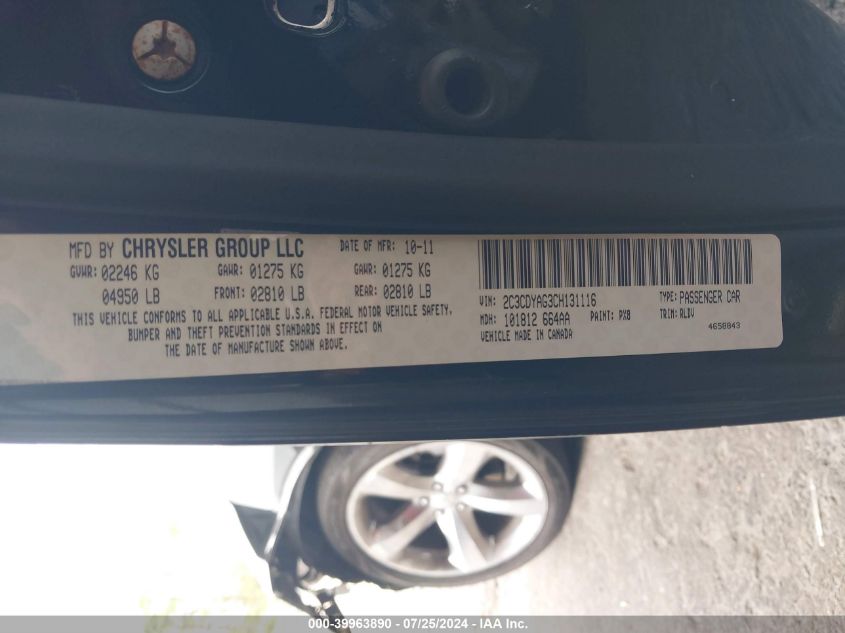 MFD BY CHRYSLER GROUP LLC DATE OF MFR: 10-11
GVWR: 02246 KG GAWR: 01275 KG GAWR: 01275 KG
04950 LB FRONT: 02810 LB REAR: 02810 LB
THIS VEHICLE CONFORMS TO ALL APPLICABLE U.S.A. FEDERAL MOTOR VEHICLE SAFETY,
BUMPER AND THEFT PREVENTION STANDARDS IN EFFECT ON
THE DATE OF MANUFACTURE SHOWN ABOVE.
VIN: 2C3CDYAG3CH131116 TYPE: PASSENGER CAR
MDH: 101812 664AA PAINT: PX8 TRIM: RLDV
VEHICLE MADE IN CANADA 4658843
000-39963890 - 07/25/2024 - IAA Inc.